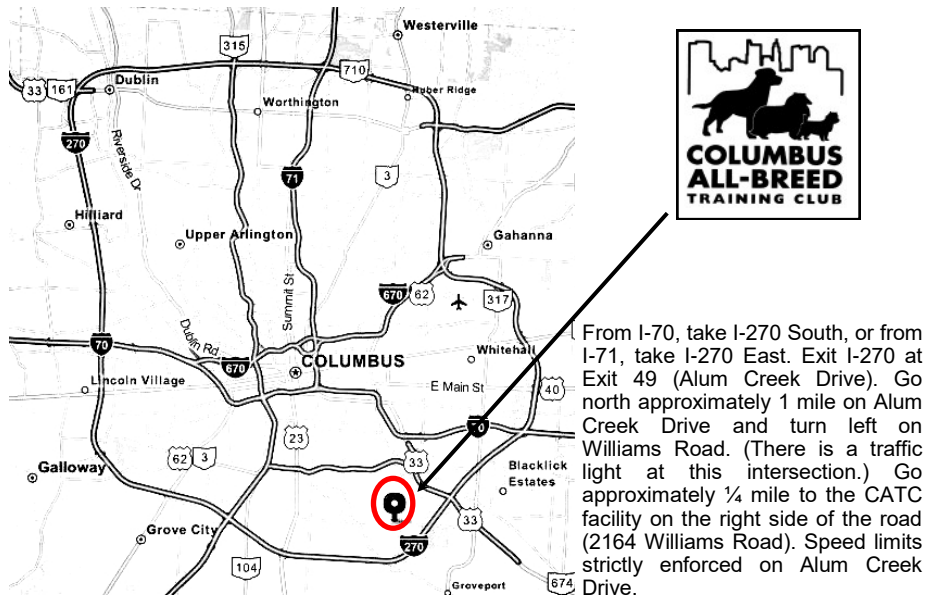 Westerville
315
710
33
161
Dublin
Huber Ridge
Worthington
270
Riverside Dr
71
3
Hilliard
Upper Arlington
Gahanna
Summit St
670
62
317
Dublin Rd
70
670
COLUMBUS
Whitehall
Lincoln Village
E Main St
40
23
70
62
3
33
Galloway
Blacklick
Estates
Grove City
33
270
104
Groveport
674
COLUMBUS
ALL-BREED
TRAINING CLUB
From I-70, take I-270 South, or from
I-71, take I-270 East. Exit I-270 at
Exit 49 (Alum Creek Drive). Go
north approximately 1 mile on Alum
Creek Drive and turn left on
Williams Road. (There is a traffic
light at this intersection.) Go
approximately ¼ mile to the CATC
facility on the right side of the road
(2164 Williams Road). Speed limits
strictly enforced on Alum Creek
Drive.